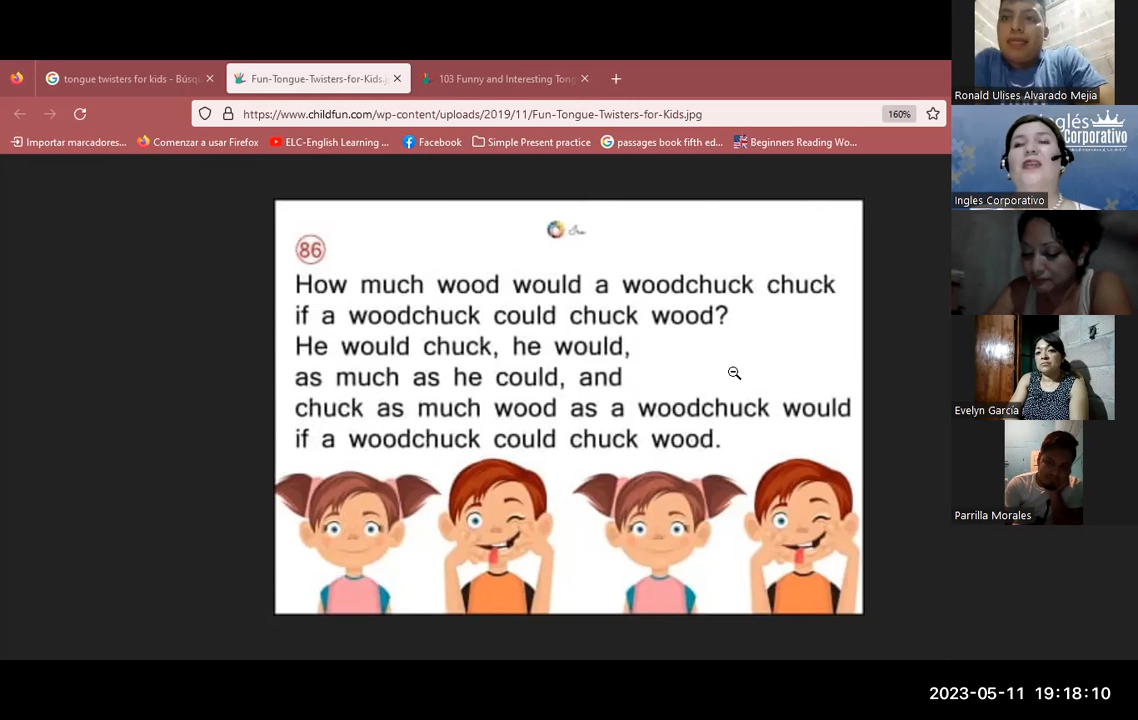 tongue twisters for kids - Búsqu
Fun-Tongue-Twisters-for-Kids.j
103 Funny and Interesting Tong
https://www.childfun.com/wp-content/uploads/2019/11/Fun-Tongue-Twisters-for-Kids.jpg
160%
Importar marcadores...
Comenzar a usar Firefox
ELC-English Learning ...
Facebook
Simple Present practice
passages book fifth ed...
Beginners Reading Wo...
86
How much wood would a woodchuck chuck
if a woodchuck could chuck wood?
He would chuck, he would,
as much as he could, and
chuck as much wood as a woodchuck would
if a woodchuck could chuck wood.
Ronald Ulises Alvarado Mejia
Inglés
Corporativo
Ingles Corporativo
Evelyn García
Parrilla Morales
2023-05-11 19:18:10